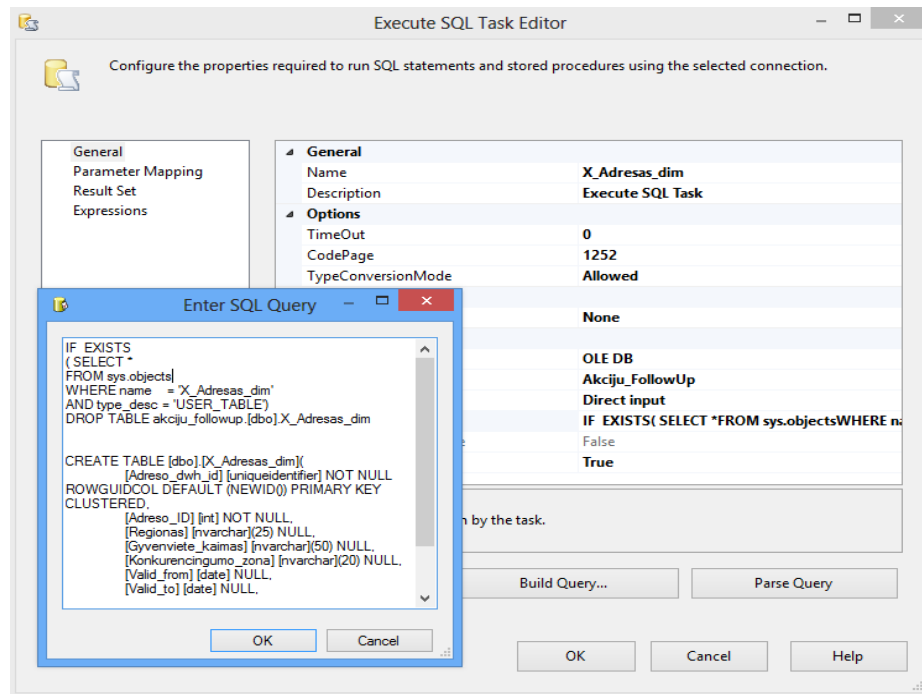 Execute SQL Task Editor
Configure the properties required to run SQL statements and stored procedures using the selected connection.
General
Parameter Mapping
Result Set
Expressions
General
Name X_Adresas_dim
Description Execute SQL Task
Options
TimeOut 0
CodePage 1252
TypeConversionMode Allowed
None
OLE DB
Akciju_FollowUp
Direct input
IF EXISTS( SELECT *FROM sys.objectsWHERE na
False
True
by the task.
Build Query...
Parse Query
OK
Cancel
Help
Enter SQL Query
IF EXISTS
( SELECT *
FROM sys.objects
WHERE name = 'X_Adresas_dim'
AND type_desc = 'USER_TABLE')
DROP TABLE akciju_followup.[dbo].X_Adresas_dim
CREATE TABLE [dbo].[X_Adresas_dim](
[Adreso_dwh_id] [uniqueidentifier] NOT NULL
ROWGUIDCOL DEFAULT (NEWID()) PRIMARY KEY
CLUSTERED,
[Adreso_ID] [int] NOT NULL,
[Regionas] [nvarchar](25) NULL,
[Gyvenviete_kaimas] [nvarchar](50) NULL,
[Konkurencingumo_zona] [nvarchar](20) NULL,
[Valid_from] [date] NULL,
[Valid_to] [date] NULL,
OK
Cancel